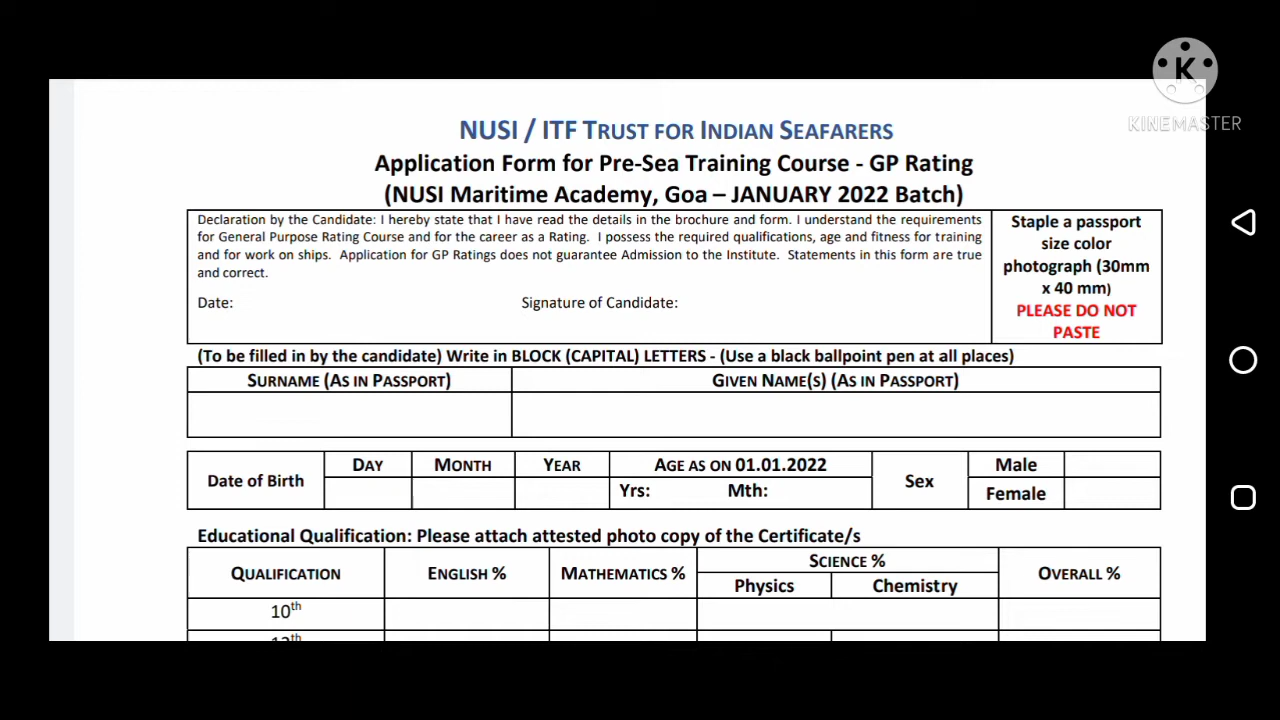 K
KINEMASTER
NUSI / ITF TRUST FOR INDIAN SEAFARERS
Application Form for Pre-Sea Training Course - GP Rating
(NUSI Maritime Academy, Goa – JANUARY 2022 Batch)
Declaration by the Candidate: I hereby state that I have read the details in the brochure and form. I understand the requirements
for General Purpose Rating Course and for the career as a Rating. I possess the required qualifications, age and fitness for training
and for work on ships. Application for GP Ratings does not guarantee Admission to the Institute. Statements in this form are true
and correct.
Date: Signature of Candidate:
Staple a passport
size color
photograph (30mm
x 40 mm)
PLEASE DO NOT
PASTE
(To be filled in by the candidate) Write in BLOCK (CAPITAL) LETTERS - (Use a black ballpoint pen at all places)
SURNAME (AS IN PASSPORT) GIVEN NAME(S) (AS IN PASSPORT)
Date of Birth DAY MONTH YEAR AGE AS ON 01.01.2022 Sex Male
Yrs: Mth: Female
Educational Qualification: Please attach attested photo copy of the Certificate/s
QUALIFICATION ENGLISH % MATHEMATICS % SCIENCE % OVERALL %
Physics Chemistry
10th